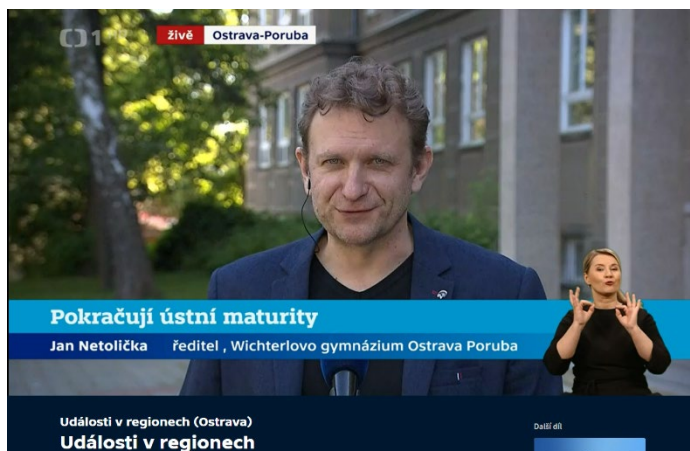 1
živě Ostrava-Poruba
Pokračují ústní maturity
Jan Netolička ředitel , Wichterlovo gymnázium Ostrava Poruba
Události v regionech (Ostrava)
Další díl
Události v regionech